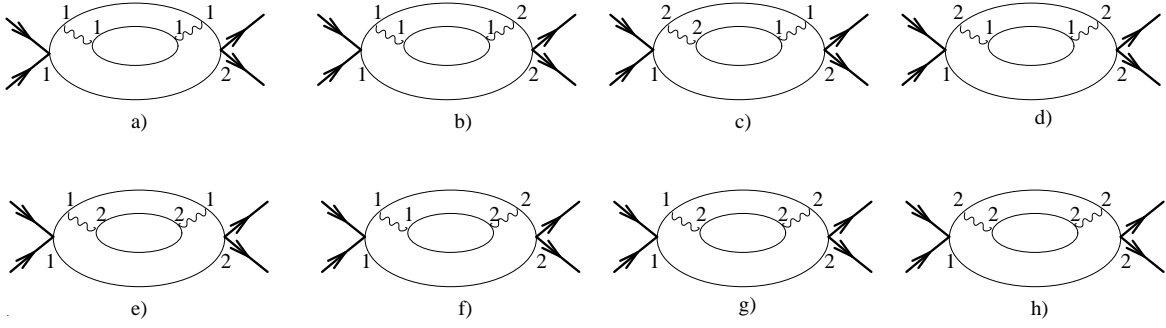 1 1 1 1 1 2
a)
1 1 1 2 1 2
b)
2 2 1 1 1 2
c)
2 1 1 2 1 2
d)
1 2 2 1 1 2
e)
1 1 2 2 1 2
f)
1 2 2 2 1 2
g)
2 2 2 2 1 2
h)